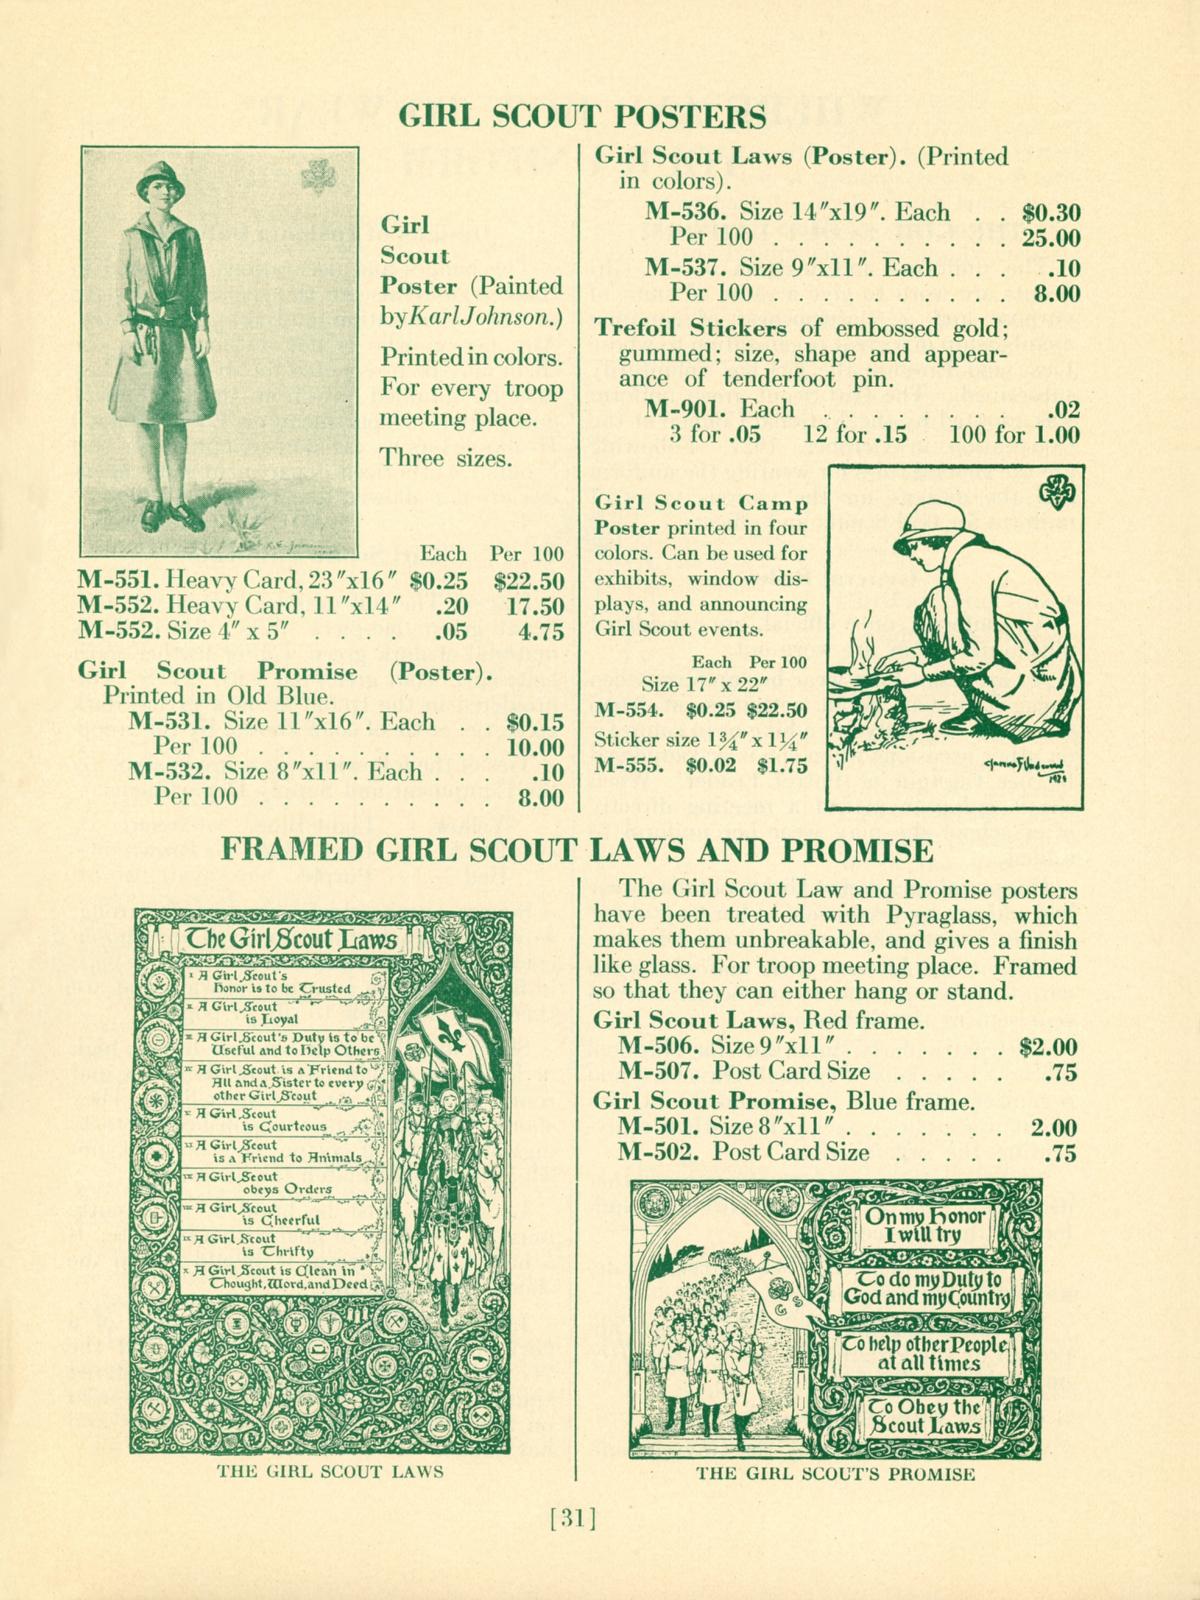 GIRL SCOUT POSTERS
Girl
Scout
Poster (Painted
by Karl Johnson.)
Printed in colors.
For every troop
meeting place.
Three sizes.
Each Per 100
M-551. Heavy Card, 23"x16" $0.25 $22.50
M-552. Heavy Card, 11"x14" .20 17.50
M-552. Size 4" x 5" . . . . .05 4.75
Girl Scout Promise (Poster).
Printed in Old Blue.
M-531. Size 11"x16". Each . . $0.15
Per 100 . . . . . . . . . . 10.00
M-532. Size 8"x11". Each . . . .10
Per 100 . . . . . . . . . . 8.00
Girl Scout Laws (Poster). (Printed
in colors).
M-536. Size 14"x19". Each . . $0.30
Per 100 . . . . . . . . . . 25.00
M-537. Size 9"x11". Each . . . .10
Per 100 . . . . . . . . . . 8.00
Trefoil Stickers of embossed gold;
gummed; size, shape and appear-
ance of tenderfoot pin.
M-901. Each . . . . . . . . .02
3 for .05 12 for .15 100 for 1.00
Girl Scout Camp
Poster printed in four
colors. Can be used for
exhibits, window dis-
plays, and announcing
Girl Scout events.
Each Per 100
Size 17" x 22"
M-554. $0.25 $22.50
Sticker size 1¾" x 1¼"
M-555. $0.02 $1.75
FRAMED GIRL SCOUT LAWS AND PROMISE
The Girl Scout Laws
I A Girl Scout's
Honor is to be Trusted
II A Girl Scout
is Loyal
III A Girl Scout's Duty is to be
Useful and to Help Others
IV A Girl Scout is a Friend to
All and a Sister to every
other Girl Scout
V A Girl Scout
is Courteous
VI A Girl Scout
is a Friend to Animals
VII A Girl Scout
obeys Orders
VIII A Girl Scout
is Cheerful
IX A Girl Scout
is Thrifty
X A Girl Scout is Clean in
Thought, Word, and Deed
THE GIRL SCOUT LAWS
The Girl Scout Law and Promise posters
have been treated with Pyraglass, which
makes them unbreakable, and gives a finish
like glass. For troop meeting place. Framed
so that they can either hang or stand.
Girl Scout Laws, Red frame.
M-506. Size 9"x11" . . . . . . . $2.00
M-507. Post Card Size . . . . . .75
Girl Scout Promise, Blue frame.
M-501. Size 8"x11" . . . . . . . 2.00
M-502. Post Card Size . . . . . .75
On my Honor
I will try
To do my Duty to
God and my Country
To help other People
at all times
To Obey the
Scout Laws
THE GIRL SCOUT'S PROMISE
[31]